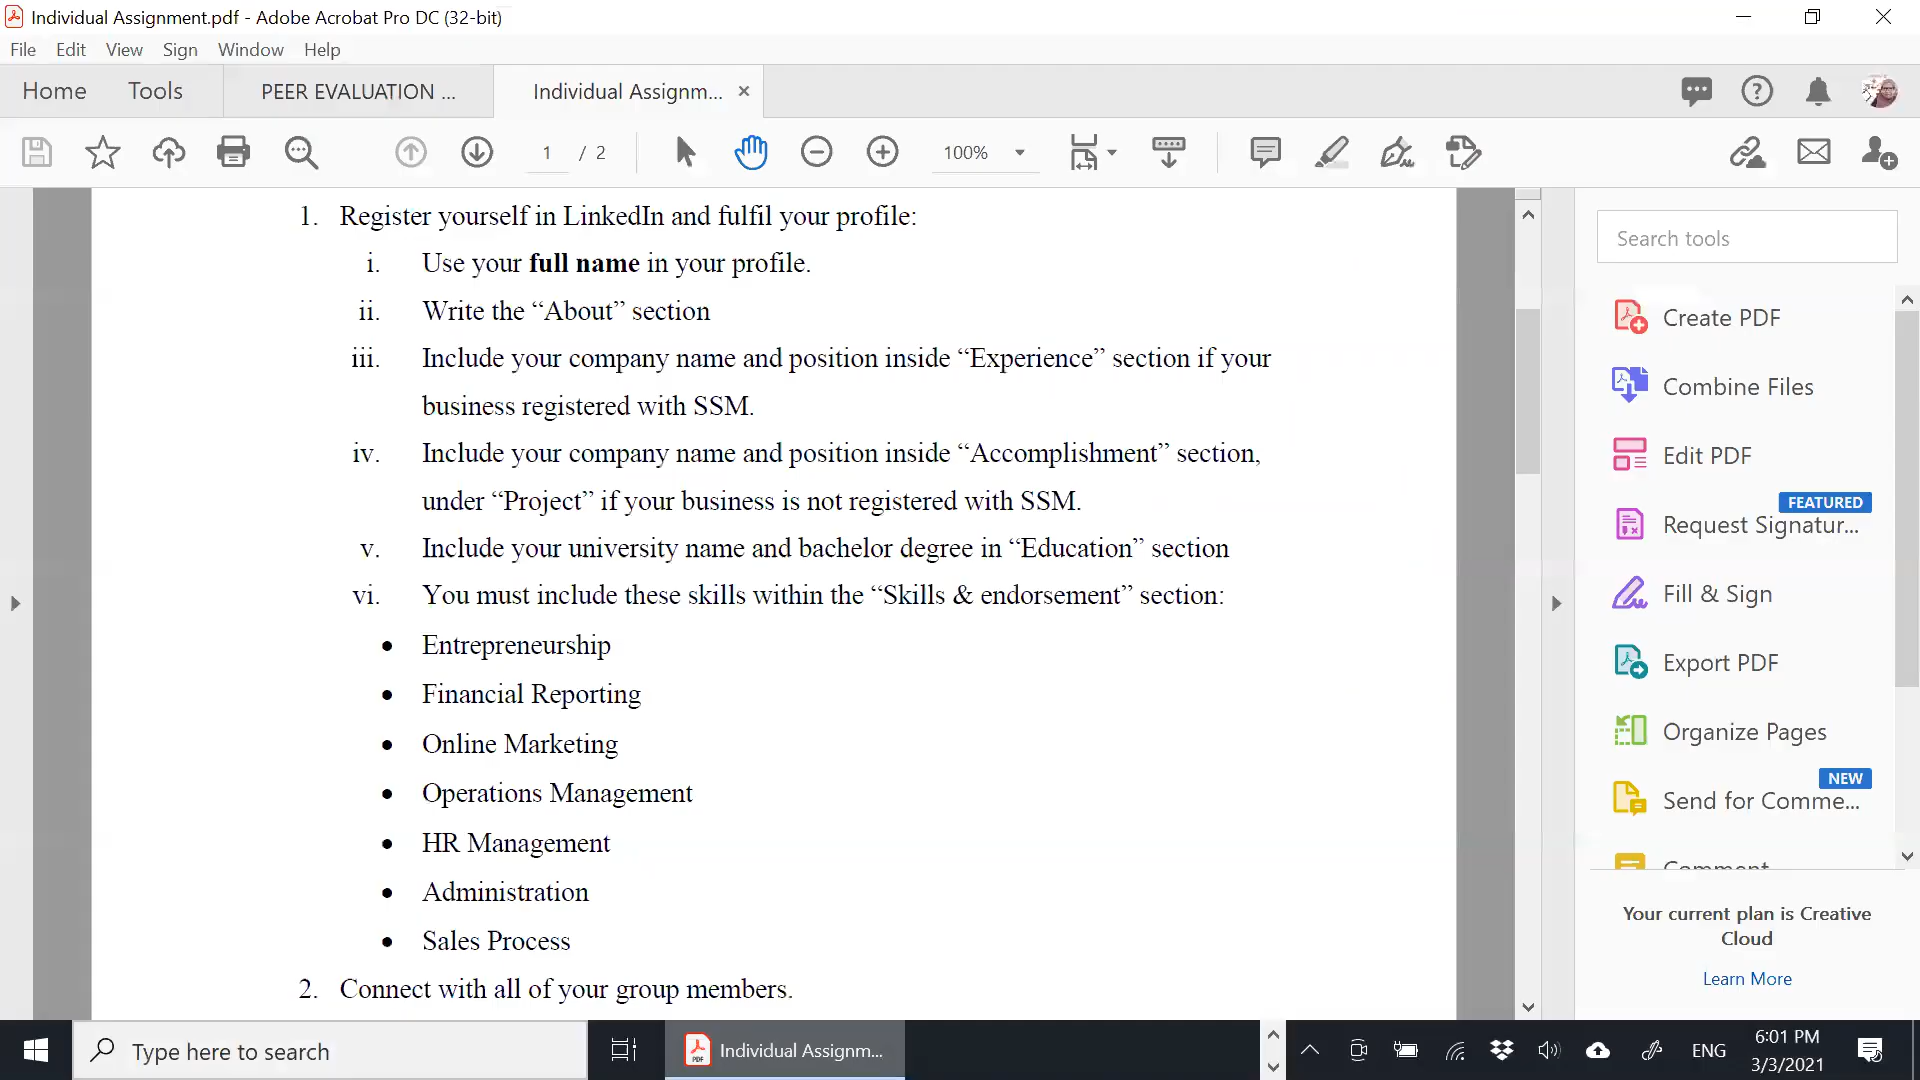 Individual Assignment.pdf - Adobe Acrobat Pro DC (32-bit)
File Edit View Sign Window Help
Home Tools PEER EVALUATION ... Individual Assignm... ×
1 / 2 100%
1. Register yourself in LinkedIn and fulfil your profile:
i. Use your full name in your profile.
ii. Write the “About” section
iii. Include your company name and position inside “Experience” section if your
business registered with SSM.
iv. Include your company name and position inside “Accomplishment” section,
under “Project” if your business is not registered with SSM.
v. Include your university name and bachelor degree in “Education” section
vi. You must include these skills within the “Skills & endorsement” section:
• Entrepreneurship
• Financial Reporting
• Online Marketing
• Operations Management
• HR Management
• Administration
• Sales Process
2. Connect with all of your group members.
Search tools
Create PDF
Combine Files
Edit PDF
FEATURED
Request Signatur...
Fill & Sign
Export PDF
Organize Pages
NEW
Send for Comme...
Comment
Your current plan is Creative
Cloud
Learn More
Type here to search
PDF Individual Assignm...
ENG
6:01 PM
3/3/2021